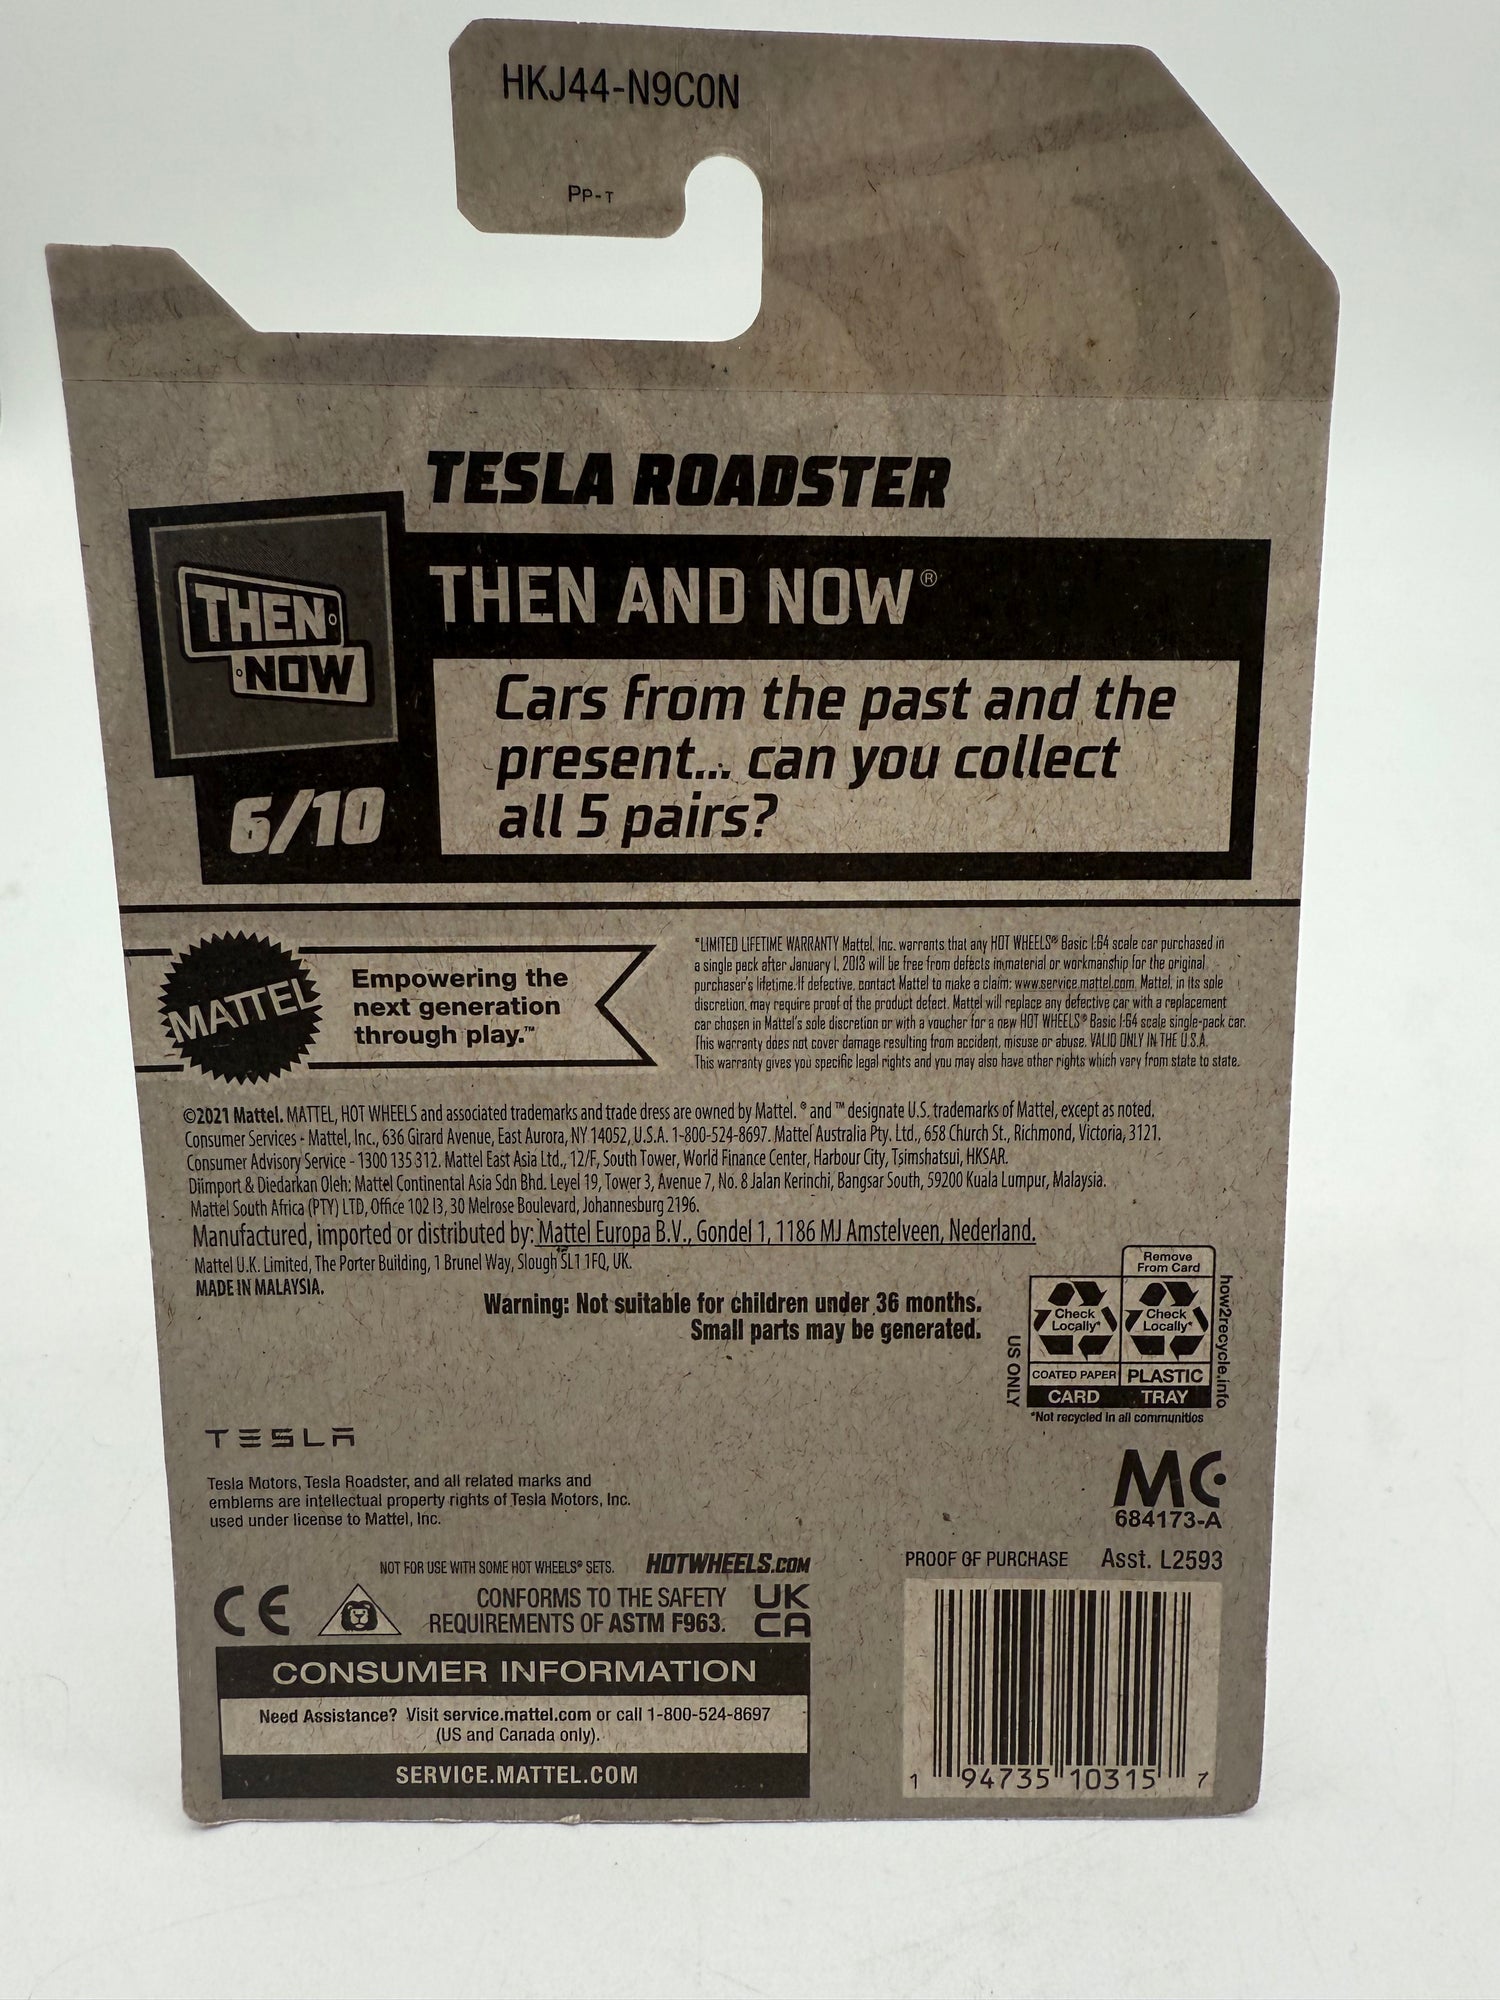 HKJ44-N9C0N
PP-T
TESLA ROADSTER
THEN
NOW
6/10
THEN AND NOW®
Cars from the past and the
present... can you collect
all 5 pairs?
MATTEL
Empowering the
next generation
through play.™
*LIMITED LIFETIME WARRANTY Mattel, Inc. warrants that any HOT WHEELS® Basic 1:64 scale car purchased in
a single pack after January 1, 2013 will be free from defects in material or workmanship for the original
purchaser's lifetime. If defective, contact Mattel to make a claim; www.service.mattel.com. Mattel, in its sole
discretion, may require proof of the product defect. Mattel will replace any defective car with a replacement
car chosen in Mattel's sole discretion or with a voucher for a new HOT WHEELS® Basic 1:64 scale single-pack car.
This warranty does not cover damage resulting from accident, misuse or abuse. VALID ONLY IN THE U.S.A.
This warranty gives you specific legal rights and you may also have other rights which vary from state to state.
©2021 Mattel. MATTEL, HOT WHEELS and associated trademarks and trade dress are owned by Mattel. ® and ™ designate U.S. trademarks of Mattel, except as noted.
Consumer Services - Mattel, Inc., 636 Girard Avenue, East Aurora, NY 14052, U.S.A. 1-800-524-8697. Mattel Australia Pty. Ltd., 658 Church St., Richmond, Victoria, 3121.
Consumer Advisory Service - 1300 135 312. Mattel East Asia Ltd., 12/F, South Tower, World Finance Center, Harbour City, Tsimshatsui, HKSAR.
Diimport & Diedarkan Oleh: Mattel Continental Asia Sdn Bhd. Level 19, Tower 3, Avenue 7, No. 8 Jalan Kerinchi, Bangsar South, 59200 Kuala Lumpur, Malaysia.
Mattel South Africa (PTY) LTD, Office 102 I3, 30 Melrose Boulevard, Johannesburg 2196.
Manufactured, imported or distributed by: Mattel Europa B.V., Gondel 1, 1186 MJ Amstelveen, Nederland.
Mattel U.K. Limited, The Porter Building, 1 Brunel Way, Slough SL1 1FQ, UK.
MADE IN MALAYSIA.
Warning: Not suitable for children under 36 months.
Small parts may be generated.
Remove
From Card
Check
Locally*
Check
Locally*
COATED PAPER
PLASTIC
CARD
TRAY
US ONLY
how2recycle.info
*Not recycled in all communities
TESLA
Tesla Motors, Tesla Roadster, and all related marks and
emblems are intellectual property rights of Tesla Motors, Inc.
used under license to Mattel, Inc.
MC
684173-A
NOT FOR USE WITH SOME HOT WHEELS® SETS.
HOTWHEELS.COM
PROOF OF PURCHASE Asst. L2593
CE
CONFORMS TO THE SAFETY
REQUIREMENTS OF ASTM F963.
UK
CA
CONSUMER INFORMATION
Need Assistance? Visit service.mattel.com or call 1-800-524-8697
(US and Canada only).
SERVICE.MATTEL.COM
1 94735 10315 7